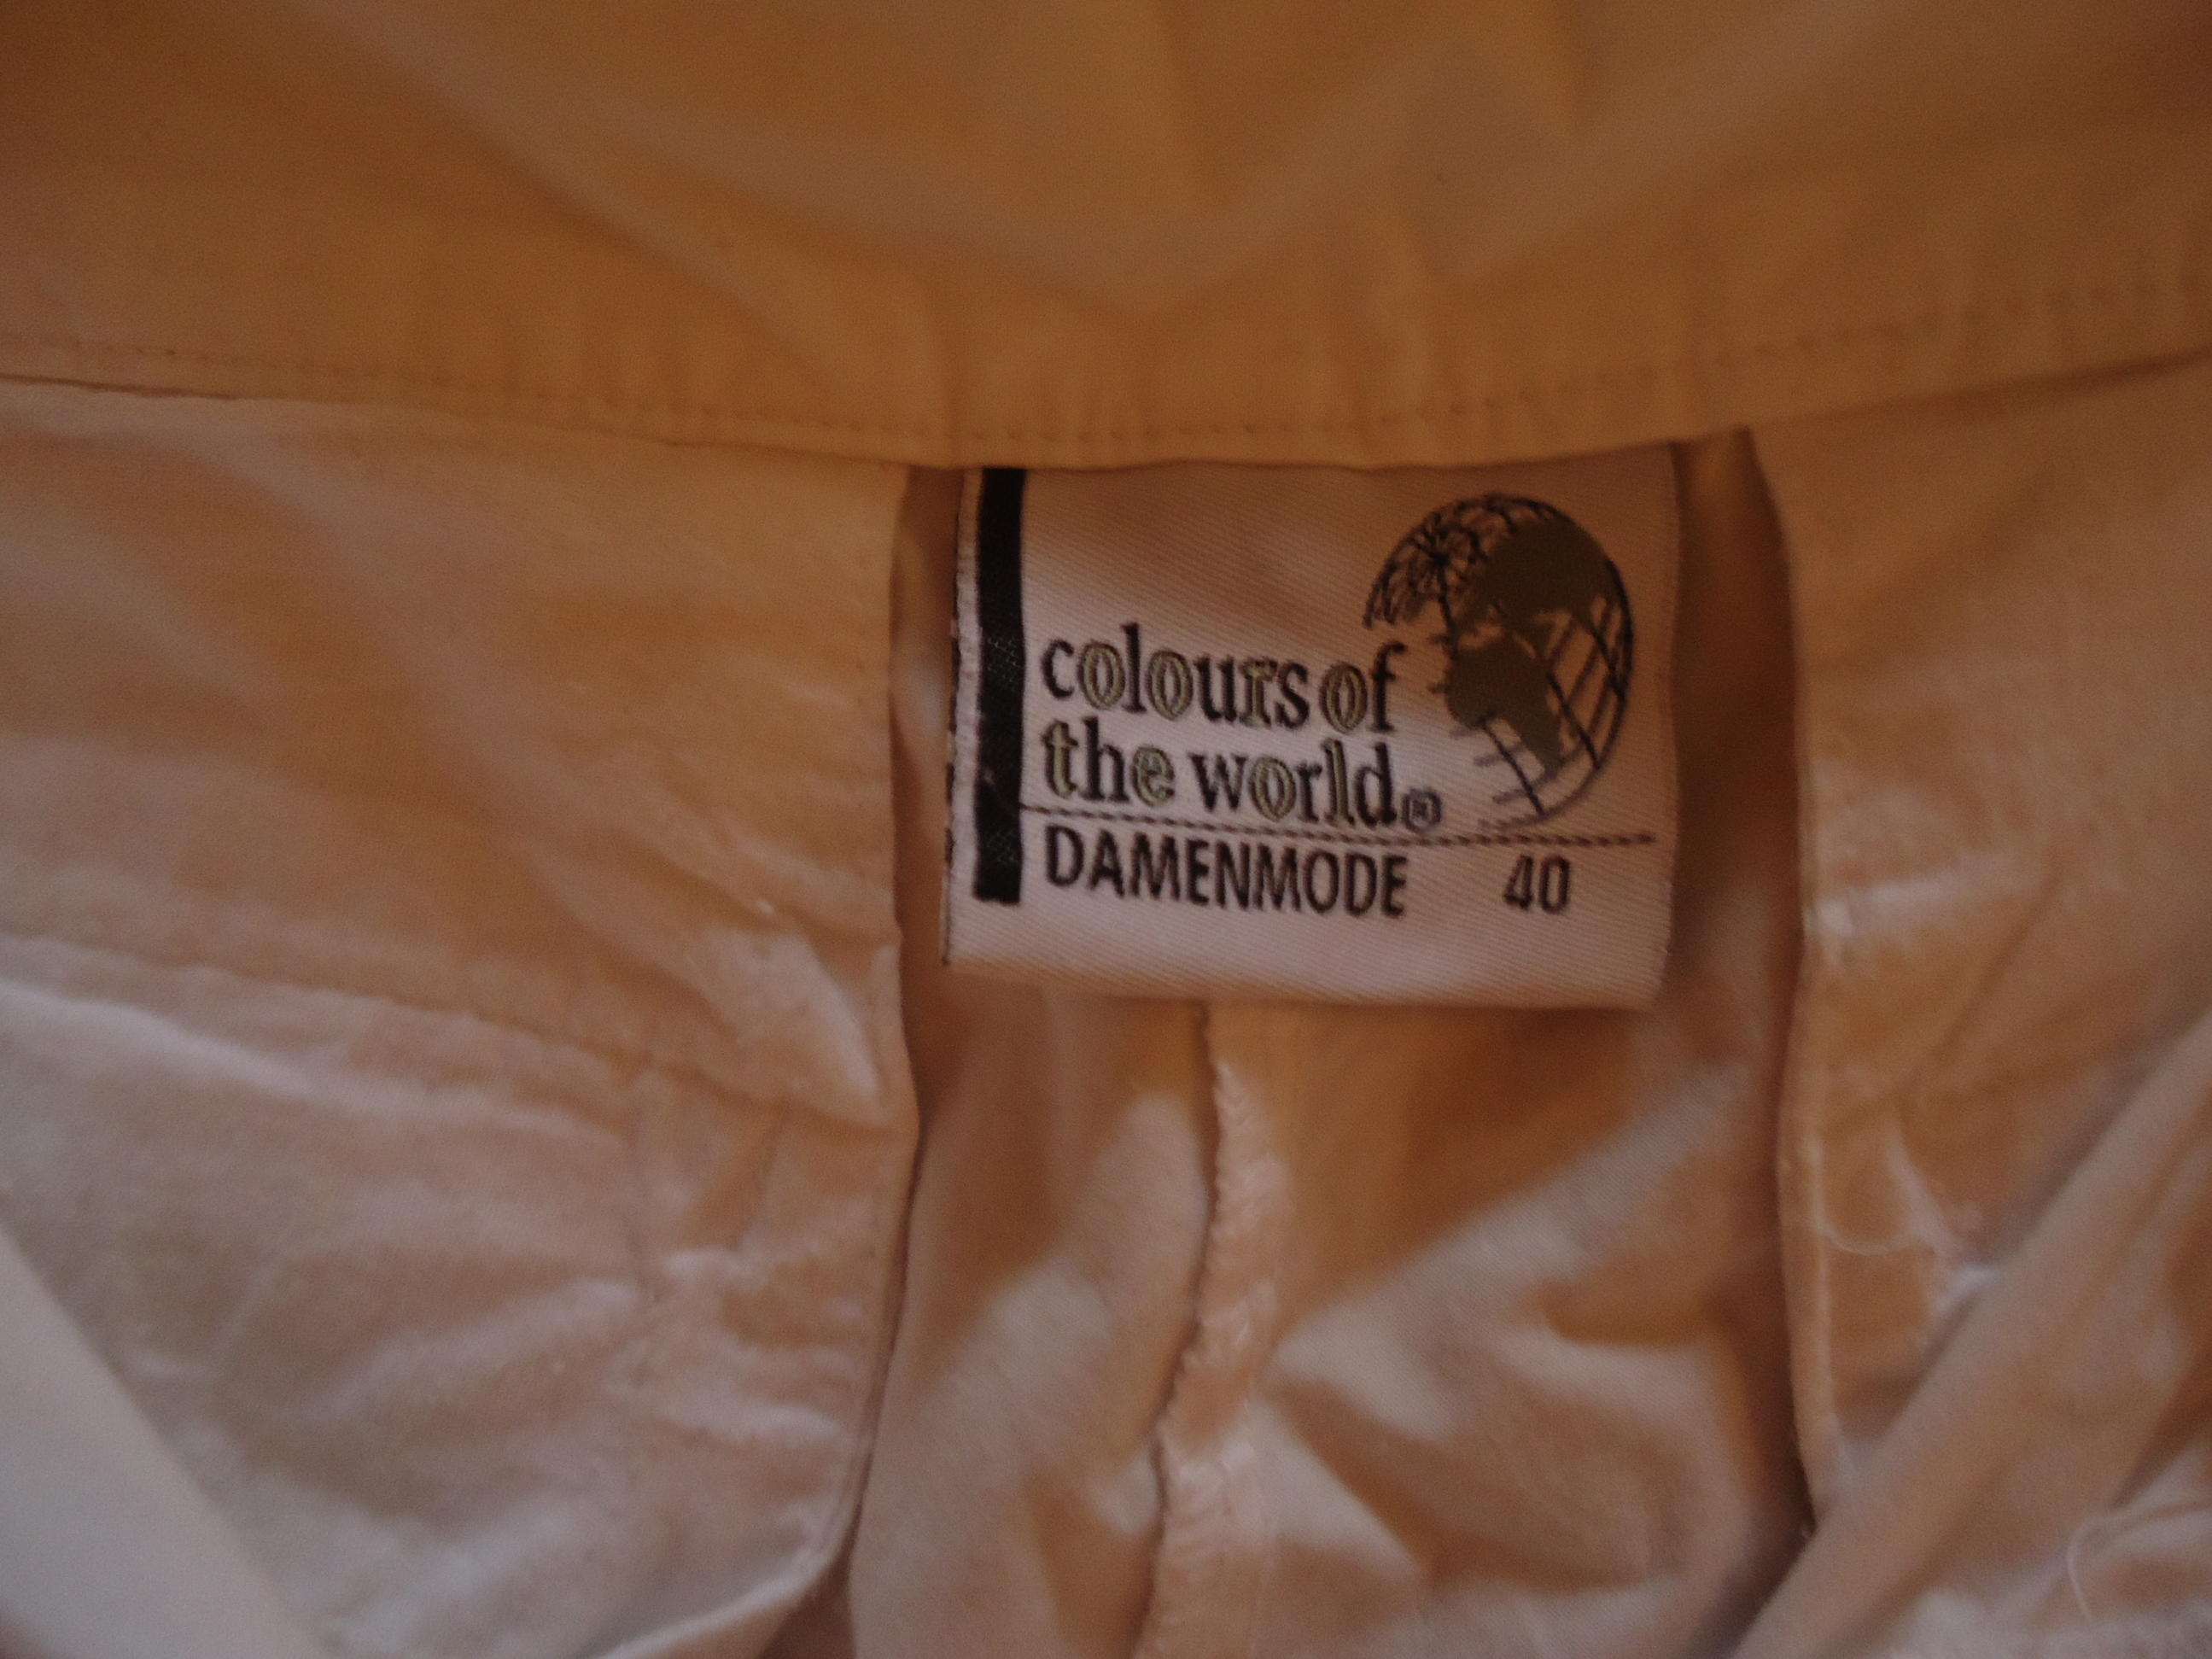 colours of
the world®
DAMENMODE 40